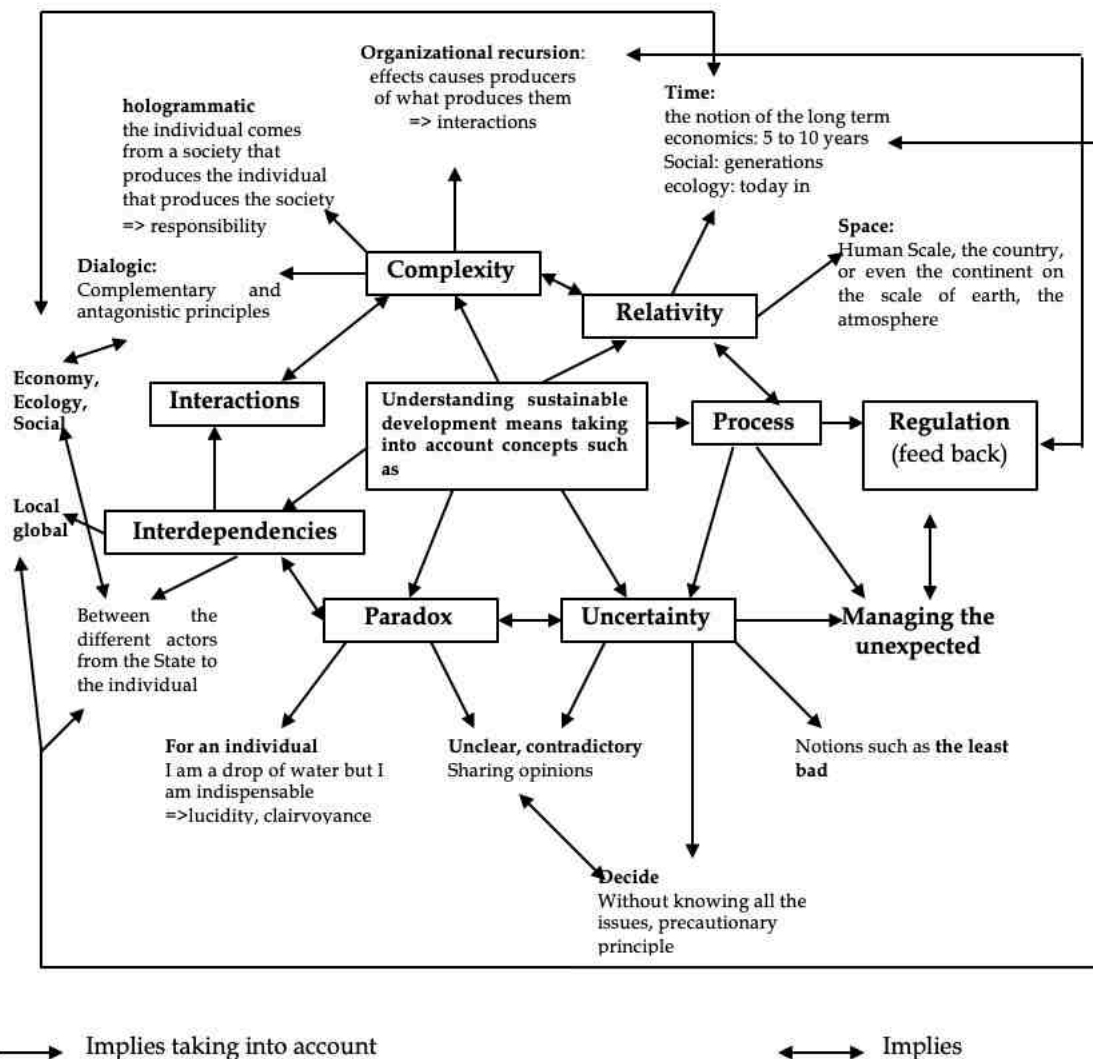 Organizational recursion:
effects causes producers
of what produces them
=> interactions
hologrammatic
the individual comes
from a society that
produces the individual
that produces the society
=> responsibility
Time:
the notion of the long term
economics: 5 to 10 years
Social: generations
ecology: today in
Space:
Human Scale, the country,
or even the continent on
the scale of earth, the
atmosphere
Dialogic:
Complementary and
antagonistic principles
Complexity
Relativity
Economy,
Ecology,
Social
Interactions
Understanding sustainable
development means taking
into account concepts such
as
Process
Regulation
(feed back)
Local
global
Interdependencies
Between the
different actors
from the State to
the individual
Paradox
Uncertainty
Managing the
unexpected
For an individual
I am a drop of water but I
am indispensable
=>lucidity, clairvoyance
Unclear, contradictory
Sharing opinions
Notions such as the least
bad
Decide
Without knowing all the
issues, precautionary
principle
Implies taking into account
Implies